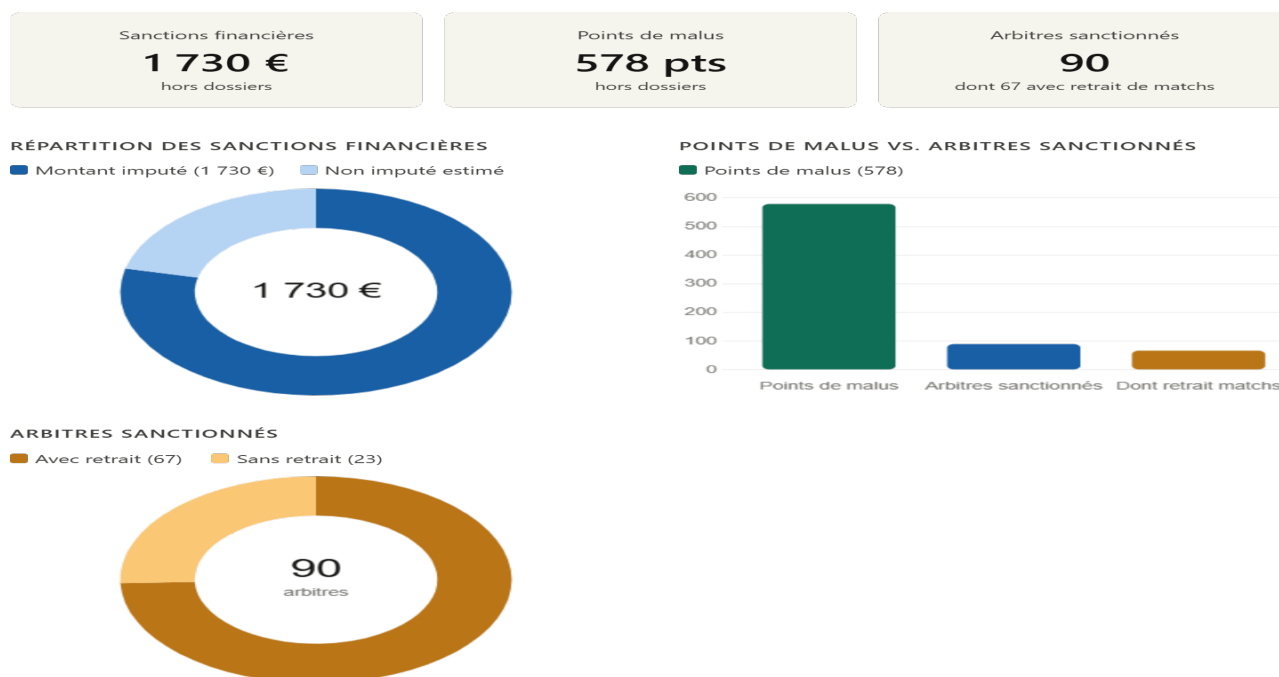 Sanctions financières
1 730 €
hors dossiers
Points de malus
578 pts
hors dossiers
Arbitres sanctionnés
90
dont 67 avec retrait de matchs
RÉPARTITION DES SANCTIONS FINANCIÈRES
Montant imputé (1 730 €) Non imputé estimé
1 730 €
POINTS DE MALUS VS. ARBITRES SANCTIONNÉS
Points de malus (578)
600
500
400
300
200
100
0
Points de malus Arbitres sanctionnés Dont retrait matchs
ARBITRES SANCTIONNÉS
Avec retrait (67) Sans retrait (23)
90
arbitres